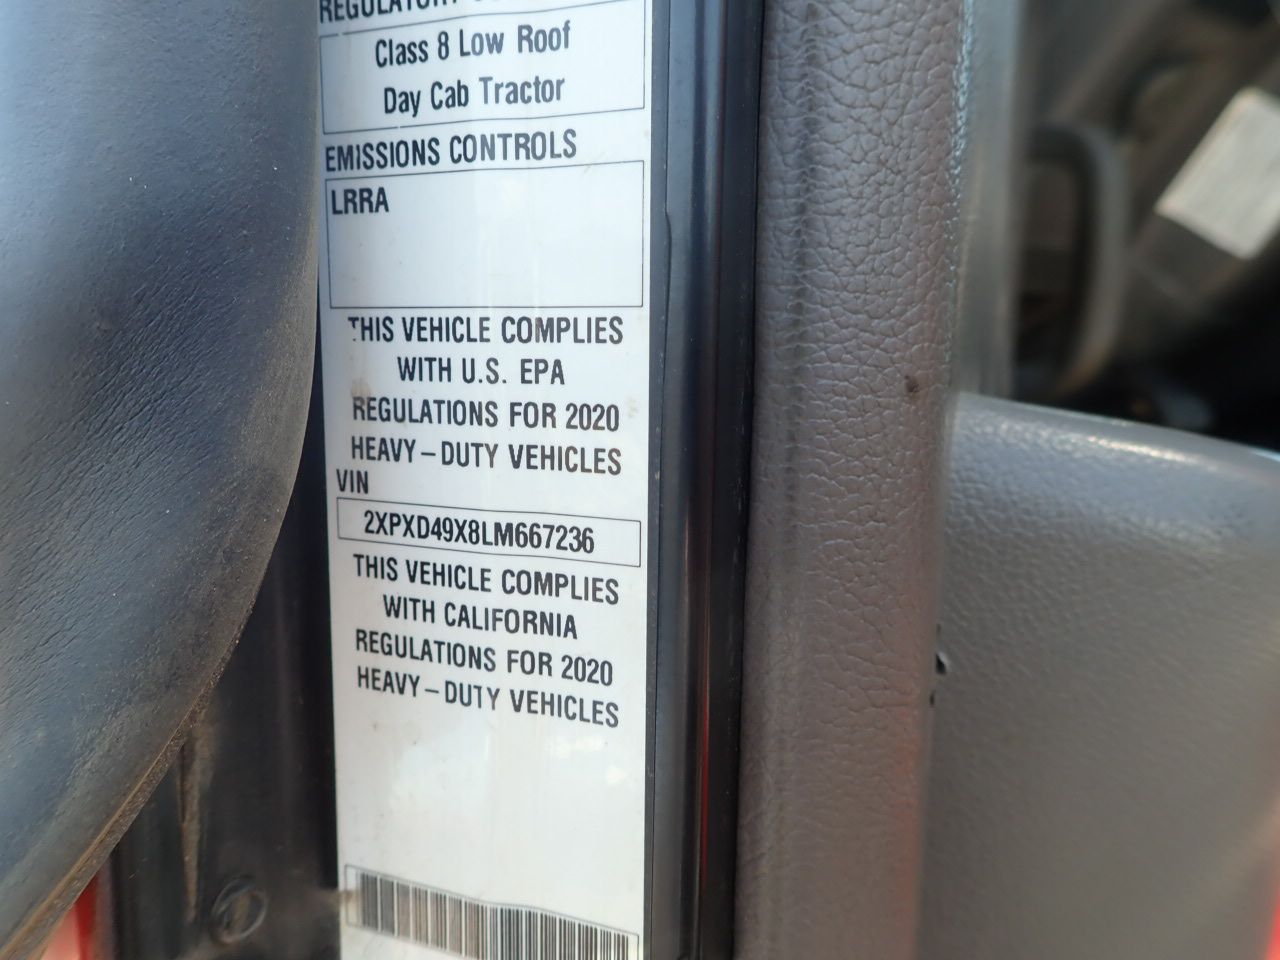 REGULATORY
Class 8 Low Roof
Day Cab Tractor
EMISSIONS CONTROLS
LRRA
THIS VEHICLE COMPLIES
WITH U.S. EPA
REGULATIONS FOR 2020
HEAVY-DUTY VEHICLES
VIN
2XPXD49X8LM667236
THIS VEHICLE COMPLIES
WITH CALIFORNIA
REGULATIONS FOR 2020
HEAVY-DUTY VEHICLES